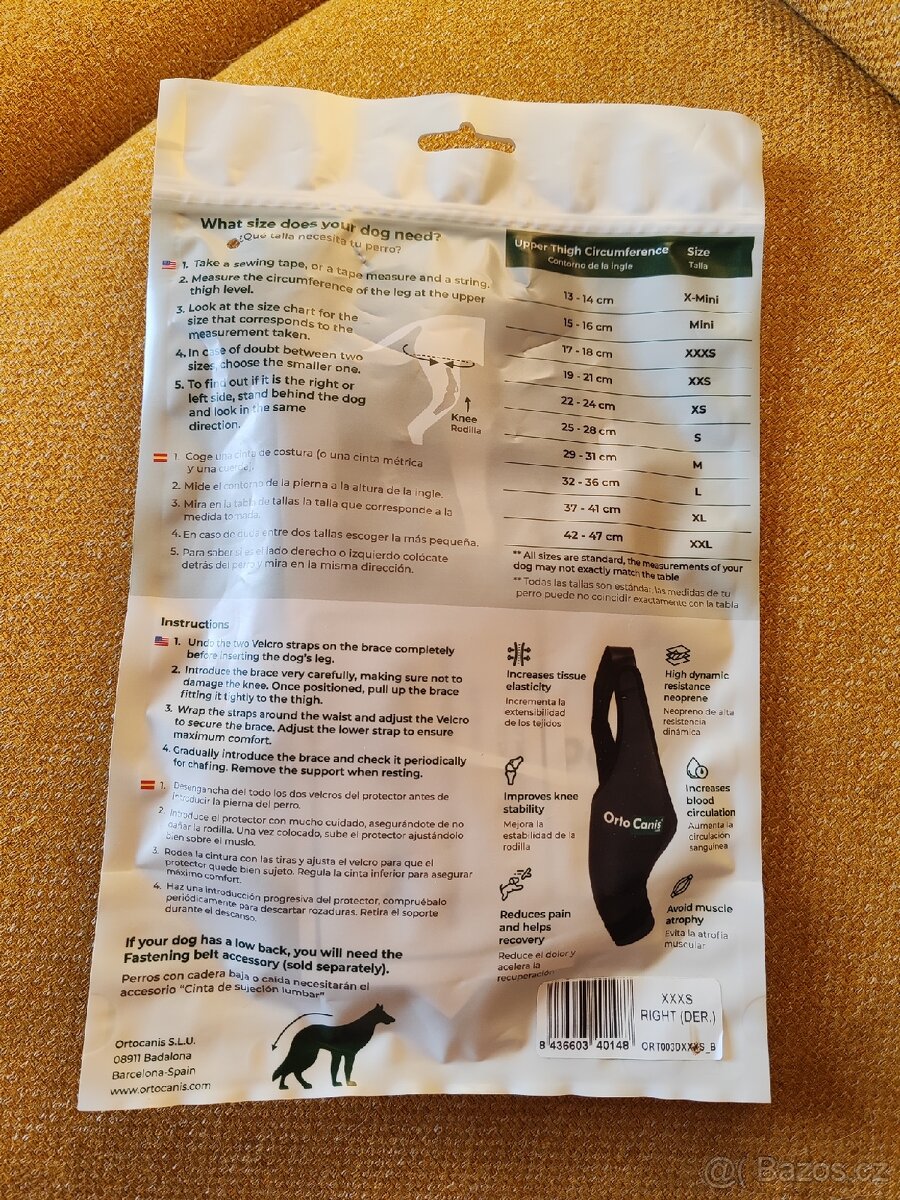 What size does your dog need?
¿Qué talla necesita tu perro?
1. Take a sewing tape, or a tape measure and a string.
2. Measure the circumference of the leg at the upper
thigh level.
3. Look at the size chart for the
size that corresponds to the
measurement taken.
4. In case of doubt between two
sizes, choose the smaller one.
5. To find out if it is the right or
left side, stand behind the dog
and look in the same
direction.
Knee
Rodilla
1. Coge una cinta de costura (o una cinta métrica
y una cuerda).
2. Mide el contorno de la pierna a la altura de la ingle.
3. Mira en la tabla de tallas la talla que corresponde a la
medida tomada.
4. En caso de duda entre dos tallas escoger la más pequeña.
5. Para saber si es el lado derecho o izquierdo colócate
detrás del perro y mira en la misma dirección.
Upper Thigh Circumference Size
Contorno de la ingle Talla
13 - 14 cm X-Mini
15 - 16 cm Mini
17 - 18 cm XXXS
19 - 21 cm XXS
22 - 24 cm XS
25 - 28 cm S
29 - 31 cm M
32 - 36 cm L
37 - 41 cm XL
42 - 47 cm XXL
** All sizes are standard, the measurements of your
dog may not exactly match the table
** Todas las tallas son estándar, las medidas de tu
perro puede no coincidir exactamente con la tabla
Instructions
1. Undo the two Velcro straps on the brace completely
before inserting the dog's leg.
2. Introduce the brace very carefully, making sure not to
damage the knee. Once positioned, pull up the brace
fitting it tightly to the thigh.
3. Wrap the straps around the waist and adjust the Velcro
to secure the brace. Adjust the lower strap to ensure
maximum comfort.
4. Gradually introduce the brace and check it periodically
for chafing. Remove the support when resting.
1. Desengancha del todo los dos velcros del protector antes de
introducir la pierna del perro.
2. Introduce el protector con mucho cuidado, asegurándote de no
dañar la rodilla. Una vez colocado, sube el protector ajustándolo
bien sobre el muslo.
3. Rodea la cintura con las tiras y ajusta el velcro para que el
protector quede bien sujeto. Regula la cinta inferior para asegurar
máximo comfort.
4. Haz una introducción progresiva del protector, compruébalo
periódicamente para descartar rozaduras. Retira el soporte
durante el descanso.
If your dog has a low back, you will need the
Fastening belt accessory (sold separately).
Perros con cadera baja o caída necesitarán el
accesorio "Cinta de sujeción lumbar"
Ortocanis S.L.U.
08911 Badalona
Barcelona-Spain
www.ortocanis.com
Increases tissue
elasticity
Incrementa la
extensibilidad
de los tejidos
Improves knee
stability
Mejora la
estabilidad de la
rodilla
Reduces pain
and helps
recovery
Reduce el dolor y
acelera la
recuperación
Orto Canis
High dynamic
resistance
neoprene
Neopreno de alta
resistencia
dinámica
Increases
blood
circulation
Aumenta la
circulación
sanguínea
Avoid muscle
atrophy
Evita la atrofia
muscular
XXXS
RIGHT (DER.)
8 436603 40148
ORT003DXXXS_B
@( Bazos.cz